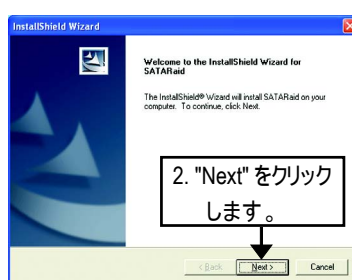 InstallShield Wizard
Welcome to the InstallShield Wizard for
SATARaid
The InstallShield® Wizard will install SATARaid on your
computer. To continue, click Next.
2. "Next" をクリック
します。
< Back
Next >
Cancel